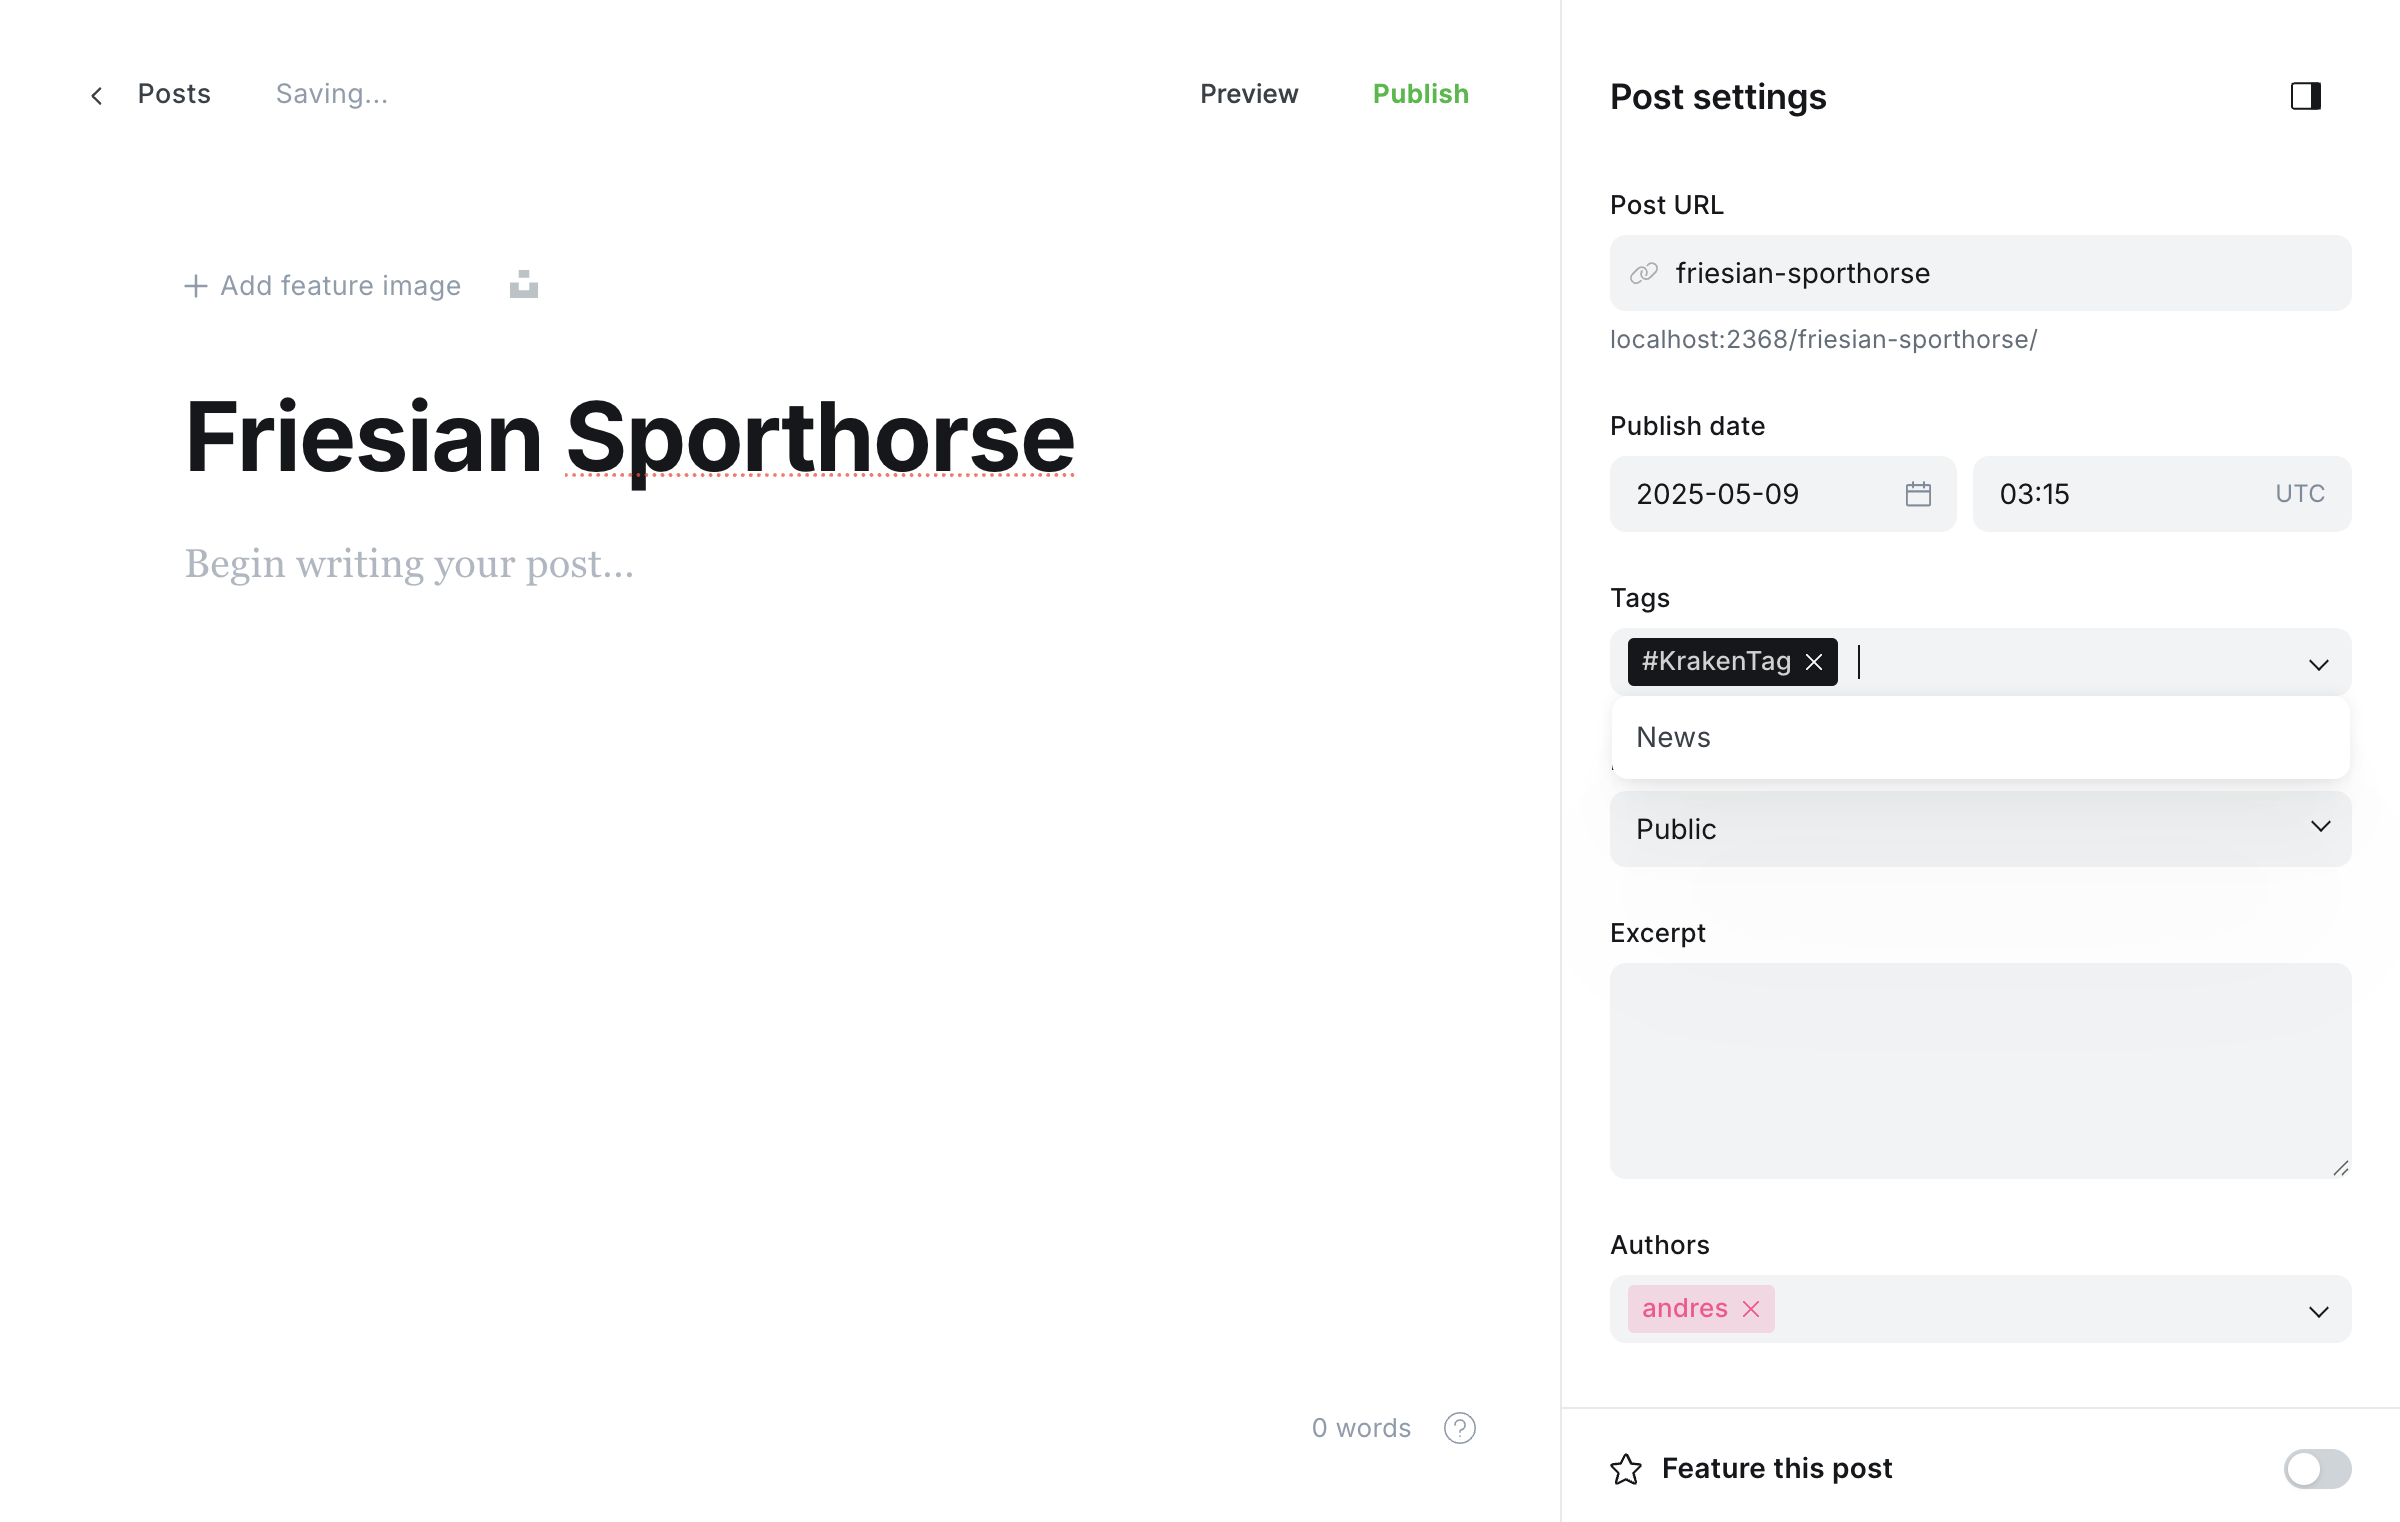 Posts
Saving...
Preview
Publish
Add feature image
Friesian Sporthorse
Begin writing your post...
0 words
?
Post settings
Post URL
friesian-sporthorse
localhost:2368/friesian-sporthorse/
Publish date
2025-05-09
03:15 UTC
Tags
#KrakenTag
News
Public
Excerpt
Authors
andres
Feature this post